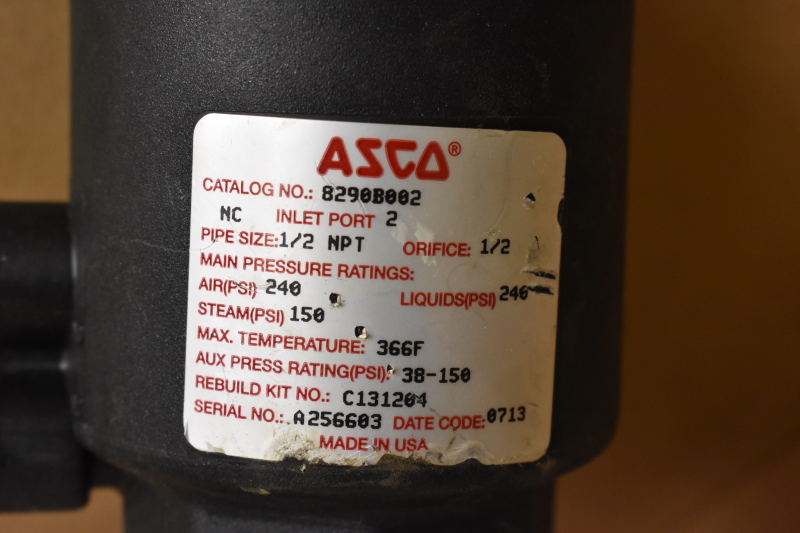 ASCO®
CATALOG NO.: 8290B002
NC INLET PORT 2
PIPE SIZE: 1/2 NPT ORIFICE: 1/2
MAIN PRESSURE RATINGS:
AIR(PSI) 240 LIQUIDS(PSI) 240
STEAM(PSI) 150
MAX. TEMPERATURE: 366F
AUX PRESS RATING(PSI): 38-150
REBUILD KIT NO.: C131204
SERIAL NO.: A256603 DATE CODE: 0713
MADE IN USA